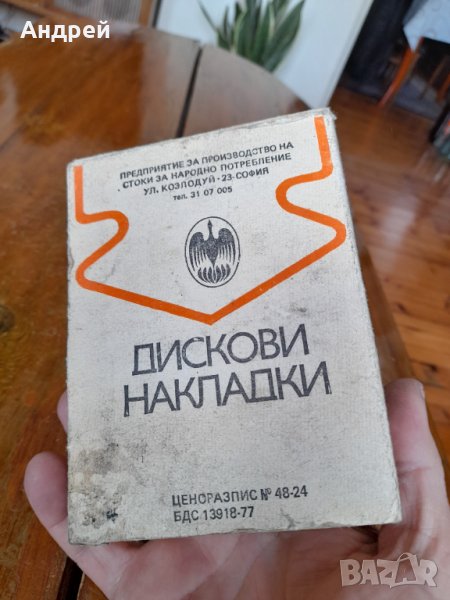 Андрей
ПРЕДПРИЯТИЕ ЗА ПРОИЗВОДСТВО НА
СТОКИ ЗА НАРОДНО ПОТРЕБЛЕНИЕ
УЛ. КОЗЛОДУЙ - 23 - СОФИЯ
тел. 31 07 005
ДИСКОВИ
НАКЛАДКИ
ЦЕНОРАЗПИС № 48-24
БДС 13918-77
BAZAR